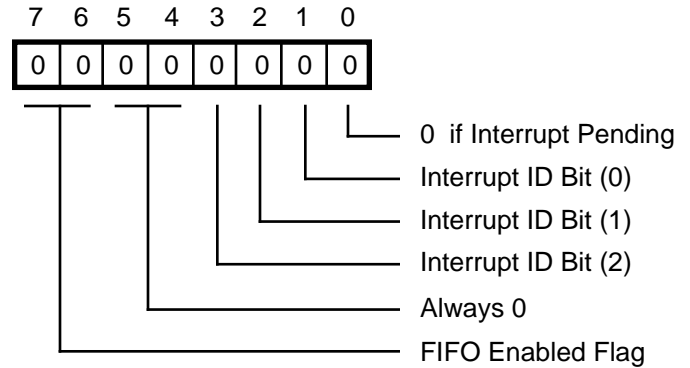 7 6 5 4 3 2 1 0
0 0 0 0 0 0 0 0
0 if Interrupt Pending
Interrupt ID Bit (0)
Interrupt ID Bit (1)
Interrupt ID Bit (2)
Always 0
FIFO Enabled Flag